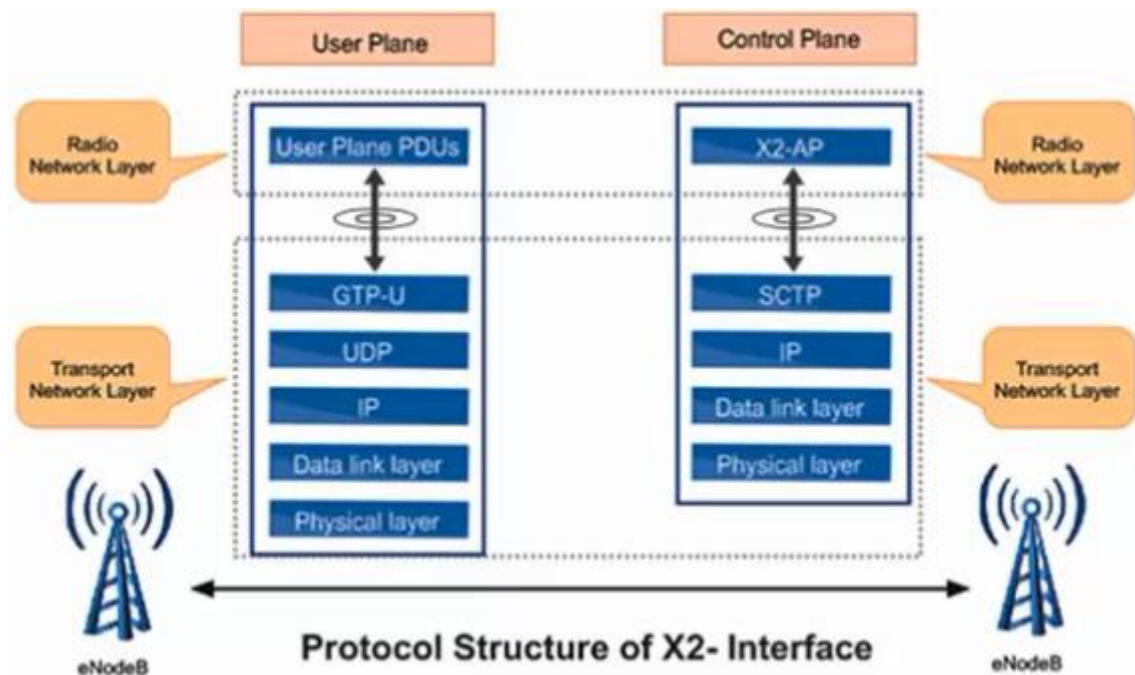 User Plane
Control Plane
Radio
Network Layer
User Plane PDUs
X2-AP
Radio
Network Layer
GTP-U
SCTP
UDP
IP
Transport
Network Layer
IP
Data link layer
Transport
Network Layer
Data link layer
Physical layer
Physical layer
Protocol Structure of X2- Interface
eNodeB
eNodeB